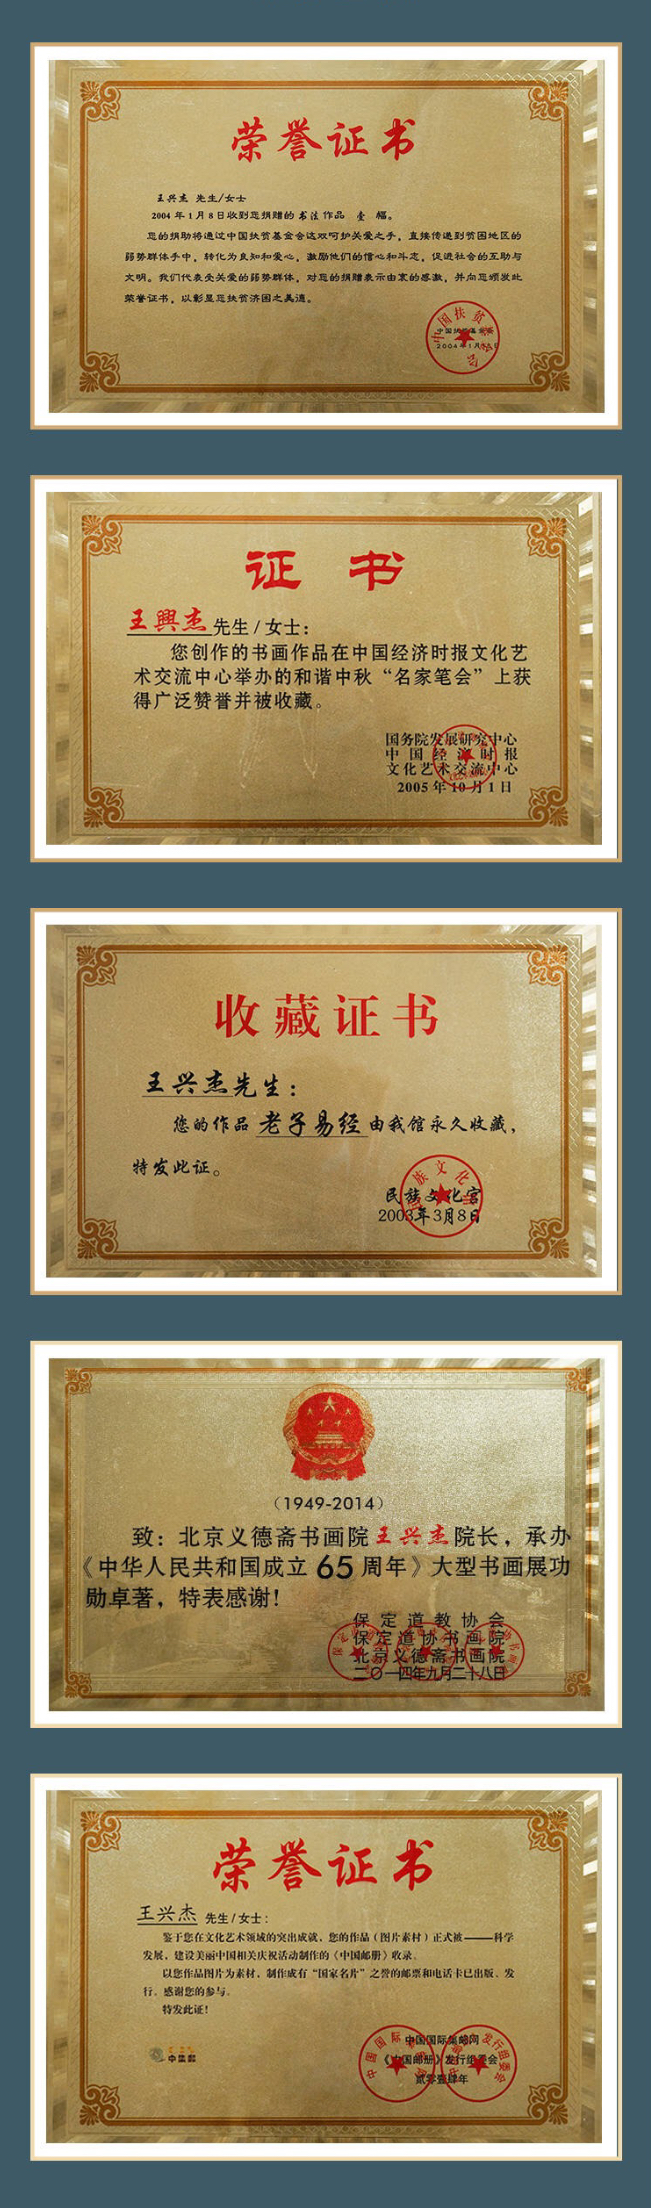 荣誉证书
王兴杰 先生/女士
2004年1月8日收到您捐赠的书法作品 壹 幅。
您的捐助将通过中国扶贫基金会这双呵护关爱之手，直接传递到贫困地区的
弱势群体手中，转化为良知和爱心，激励他们的信心和斗志，促进社会的互助与
文明。我们代表受关爱的弱势群体，对您的捐赠表示由衷的感激，并向您颁发此
荣誉证书，以彰显您扶贫济困之美德。
中国扶贫基金会
2004年1月
证 书
王興杰 先生/女士：
您创作的书画作品在中国经济时报文化艺
术交流中心举办的和谐中秋“名家笔会”上获
得广泛赞誉并被收藏。
国务院发展研究中心
中国经济时报
文化艺术交流中心
2005年10月1日
收藏证书
王兴杰先生：
您的作品 老子易经 由我馆永久收藏，
特发此证。
民族文化宫
2003年3月8日
（1949-2014）
致：北京义德斋书画院王兴杰院长，承办
《中华人民共和国成立65周年》大型书画展功
勋卓著，特表感谢！
保定道教协会
保定道协书画院
北京义德斋书画院
二〇一四年九月二十八日
荣誉证书
王兴杰 先生/女士：
鉴于您在文化艺术领域的突出成就，您的作品（图片素材）正式被——科学
发展、建设美丽中国相关庆祝活动制作的《中国邮册》收录。
以您作品图片为素材，制作成有“国家名片”之誉的邮票和电话卡已出版、发
行。感谢您的参与。
特发此证！
中国国际集邮网
《中国邮册》发行组委会
贰零壹肆年